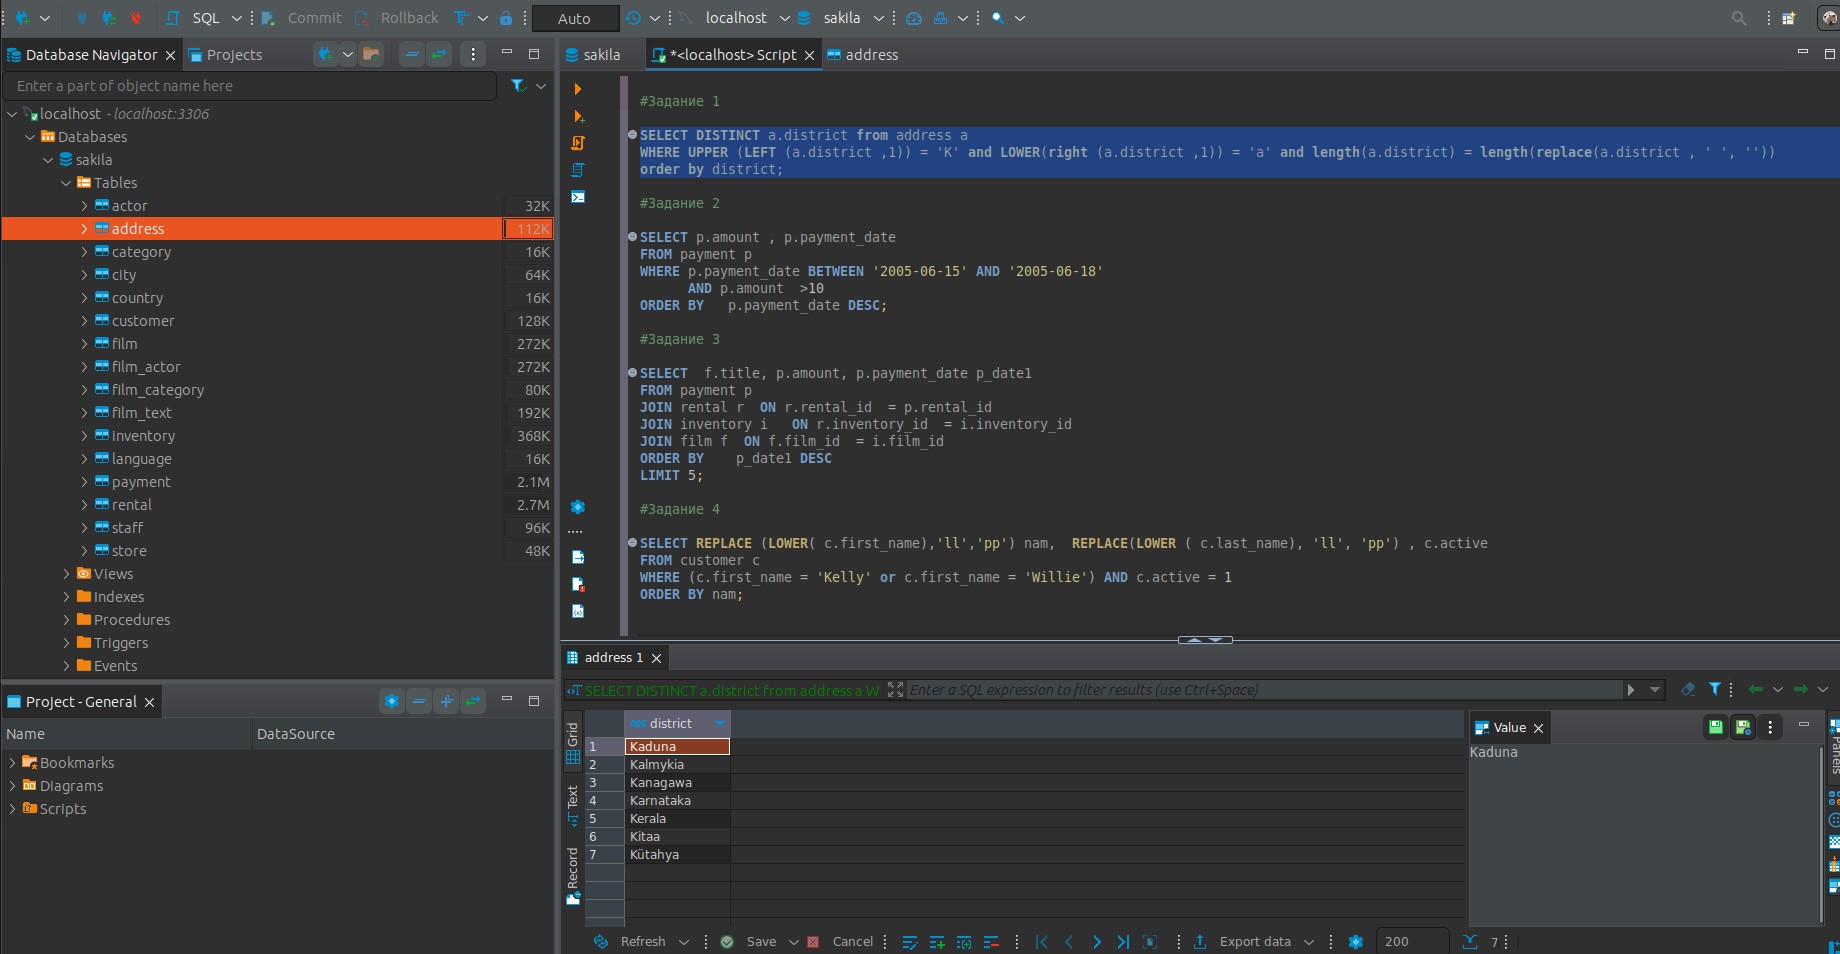 SQL Commit Rollback Auto localhost sakila
Database Navigator Projects
Enter a part of object name here
localhost - localhost:3306
Databases
sakila
Tables
actor 32K
address 112K
category 16K
city 64K
country 16K
customer 128K
film 272K
film_actor 272K
film_category 80K
film_text 192K
inventory 368K
language 16K
payment 2.1M
rental 2.7M
staff 96K
store 48K
Views
Indexes
Procedures
Triggers
Events
Project - General
Name DataSource
Bookmarks
Diagrams
Scripts
sakila *<localhost> Script address
#Задание 1
SELECT DISTINCT a.district from address a
WHERE UPPER (LEFT (a.district ,1)) = 'K' and LOWER(right (a.district ,1)) = 'a' and length(a.district) = length(replace(a.district , ' ', ''))
order by district;
#Задание 2
SELECT p.amount , p.payment_date
FROM payment p
WHERE p.payment_date BETWEEN '2005-06-15' AND '2005-06-18'
AND p.amount  >10
ORDER BY   p.payment_date DESC;
#Задание 3
SELECT  f.title, p.amount, p.payment_date p_date1
FROM payment p
JOIN rental r  ON r.rental_id  = p.rental_id
JOIN inventory i   ON r.inventory_id  = i.inventory_id
JOIN film f  ON f.film_id  = i.film_id
ORDER BY    p_date1 DESC
LIMIT 5;
#Задание 4
SELECT REPLACE (LOWER( c.first_name),'ll','pp') nam,  REPLACE(LOWER ( c.last_name), 'll', 'pp') , c.active
FROM customer c
WHERE (c.first_name = 'Kelly' or c.first_name = 'Willie') AND c.active = 1
ORDER BY nam;
address 1
SELECT DISTINCT a.district from address a W Enter a SQL expression to filter results (use Ctrl+Space)
Grid
Text
Record
district
1 Kaduna
2 Kalmykia
3 Kanagawa
4 Karnataka
5 Kerala
6 Kitaa
7 Kütahya
Value
Kaduna
Panels
Refresh Save Cancel Export data 200 7